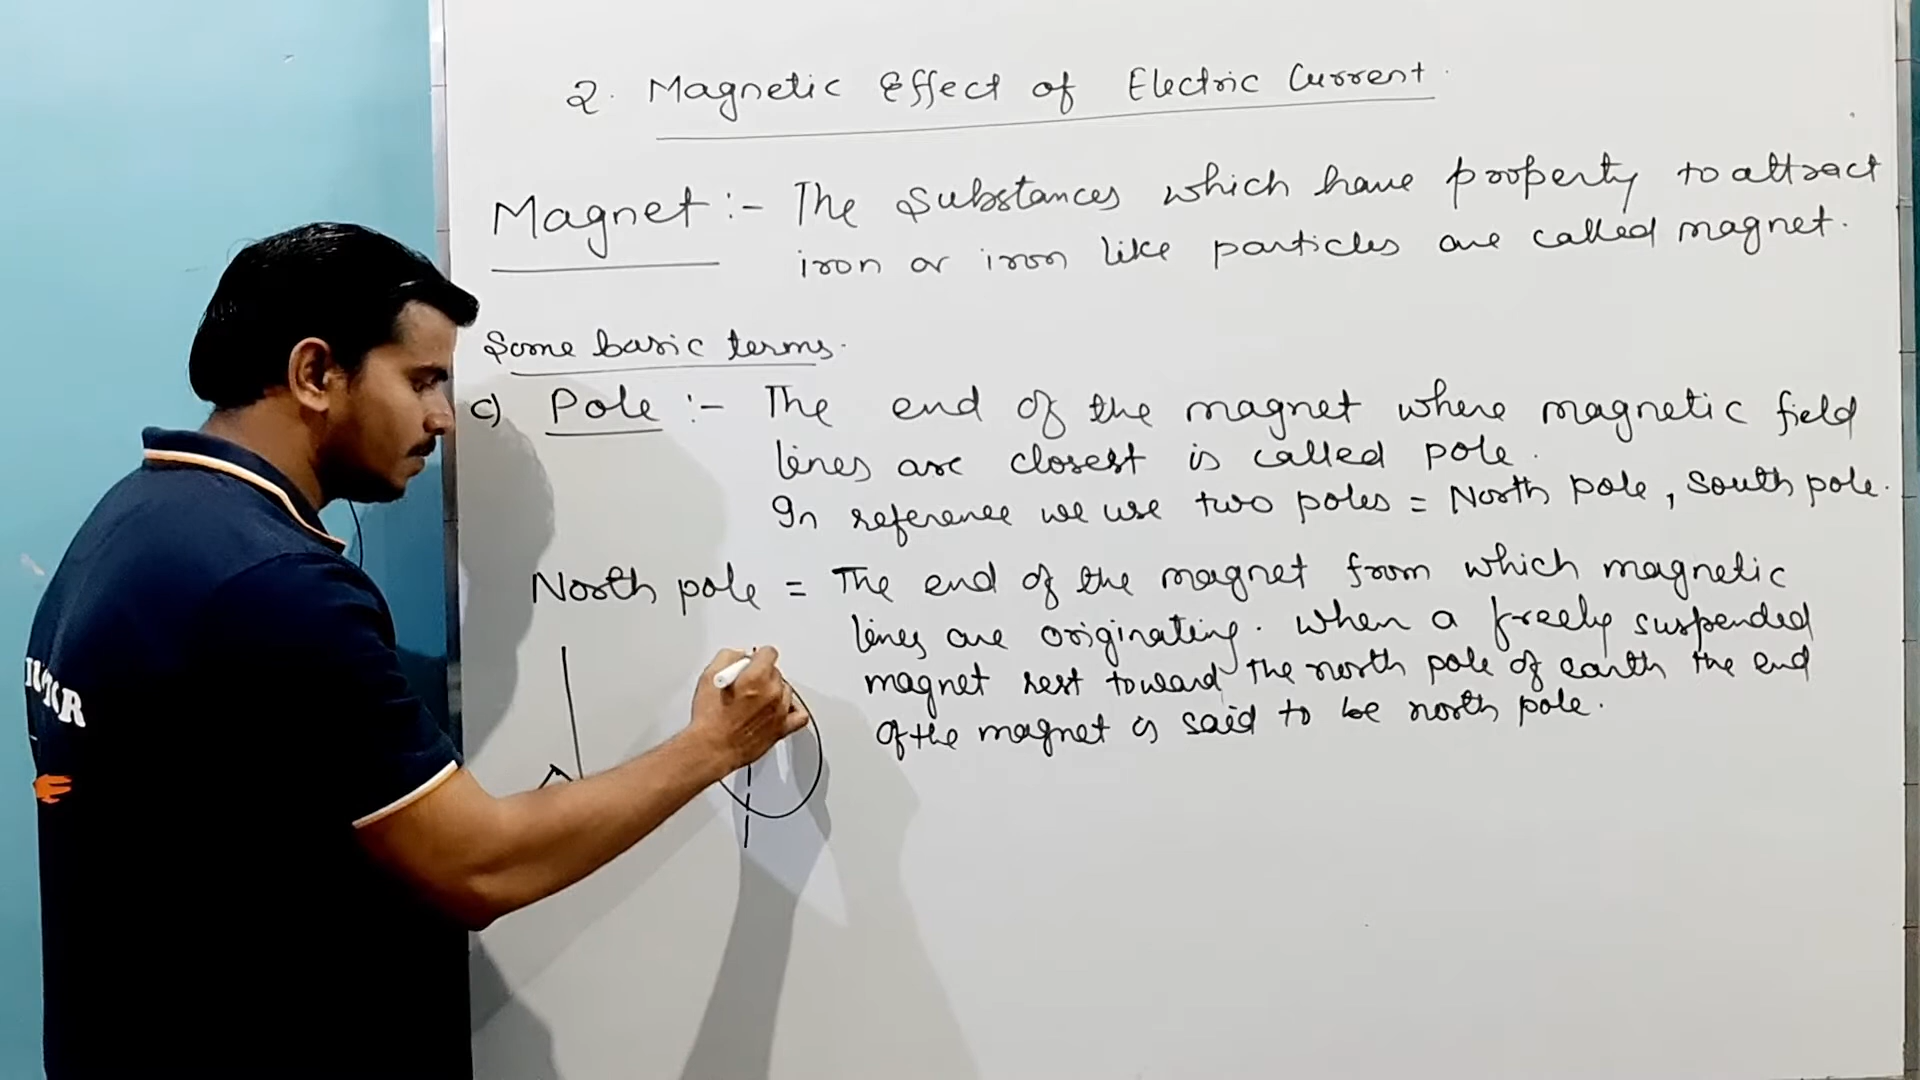 2. Magnetic Effect of Electric Current
Magnet :- The Substances which have property to attract
iron or iron like particles are called magnet.
Some basic terms.
c) Pole :- The end of the magnet where magnetic field
lines are closest is called pole.
In reference we use two poles = North pole, South pole.
North pole = The end of the magnet from which magnetic
lines are originating. When a freely suspended
magnet rest toward the north pole of earth the end
of the magnet is said to be north pole.